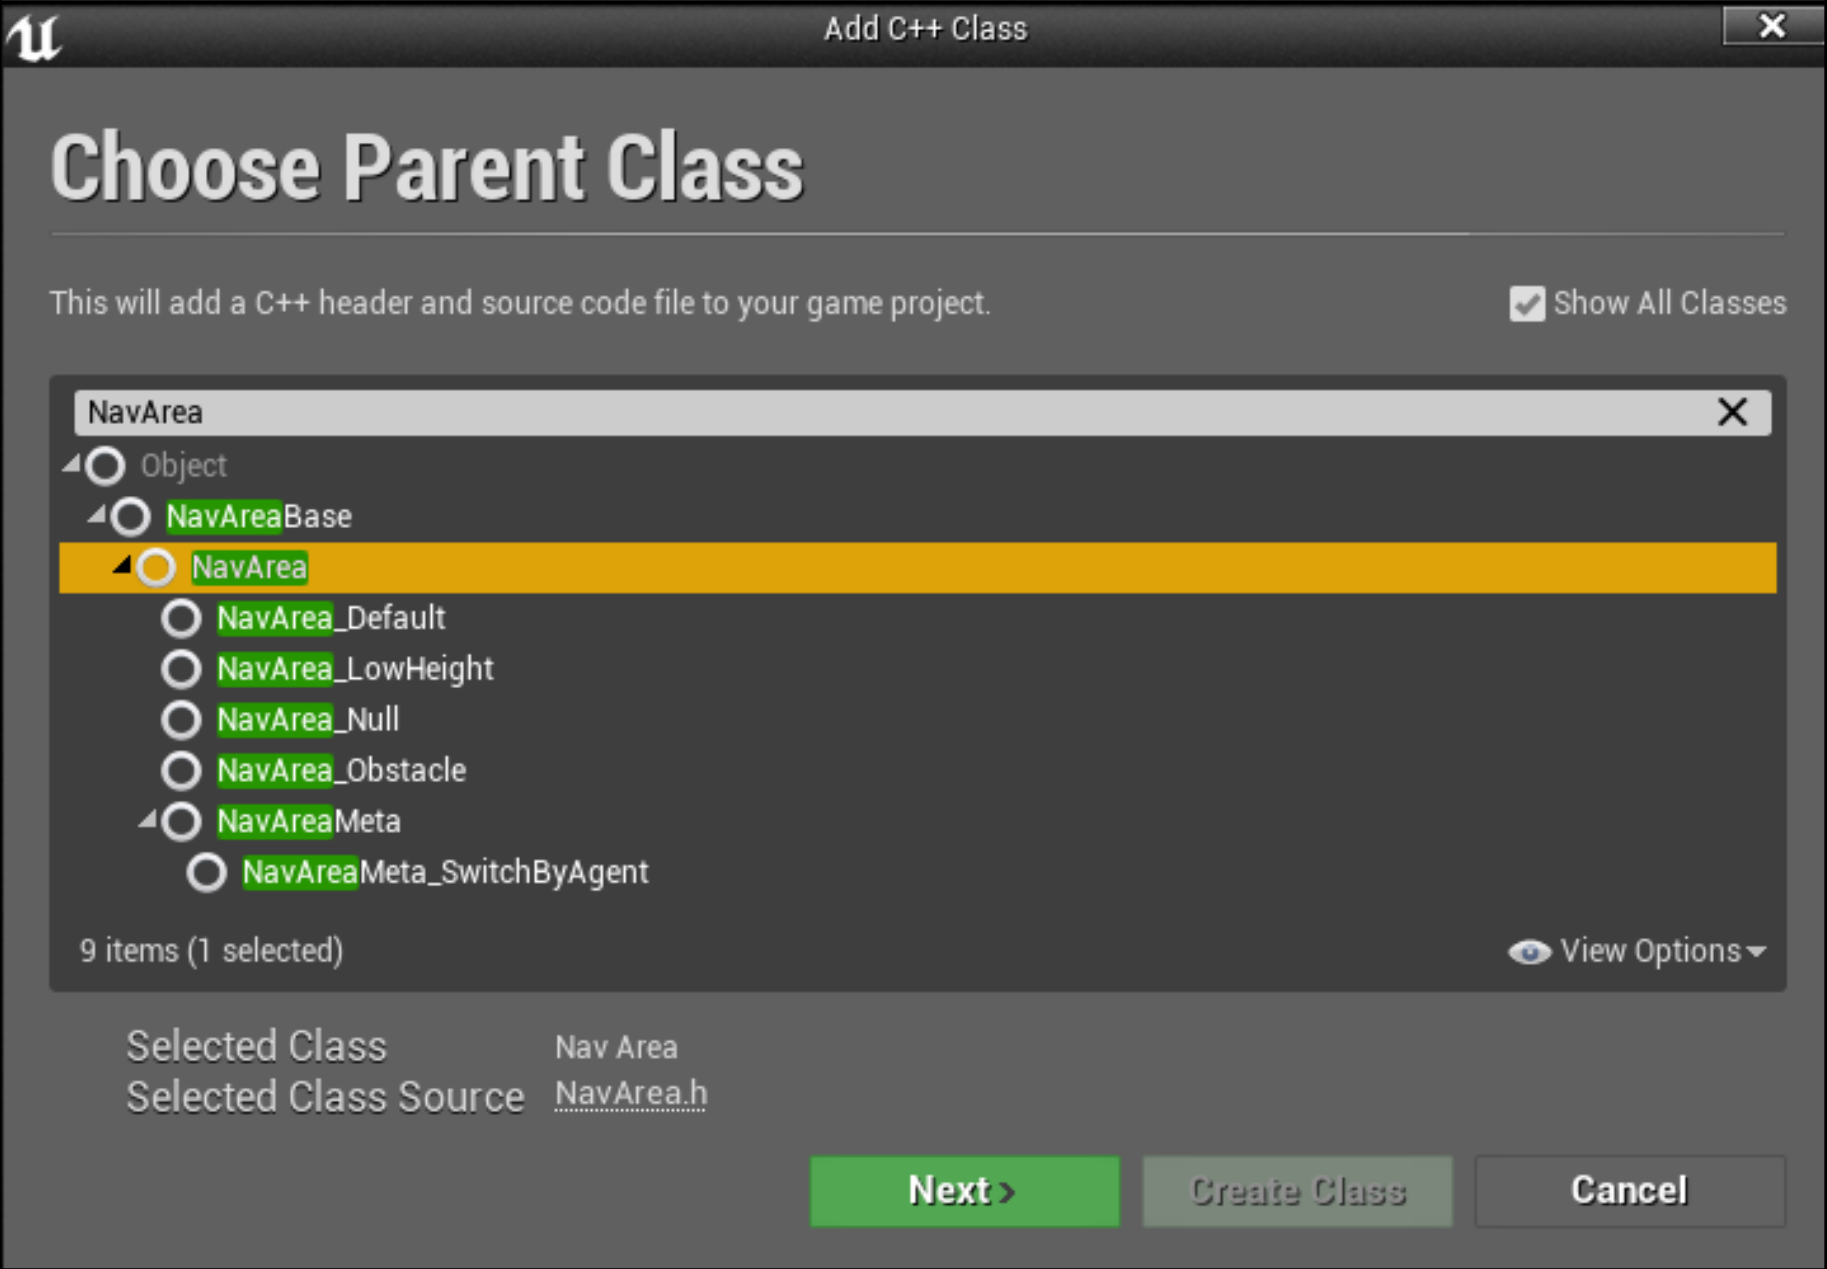 Add C++ Class
Choose Parent Class
This will add a C++ header and source code file to your game project.
Show All Classes
NavArea
Object
NavAreaBase
NavArea
NavArea_Default
NavArea_LowHeight
NavArea_Null
NavArea_Obstacle
NavAreaMeta
NavAreaMeta_SwitchByAgent
9 items (1 selected)
View Options
Selected Class Nav Area
Selected Class Source NavArea.h
Next Create Class Cancel